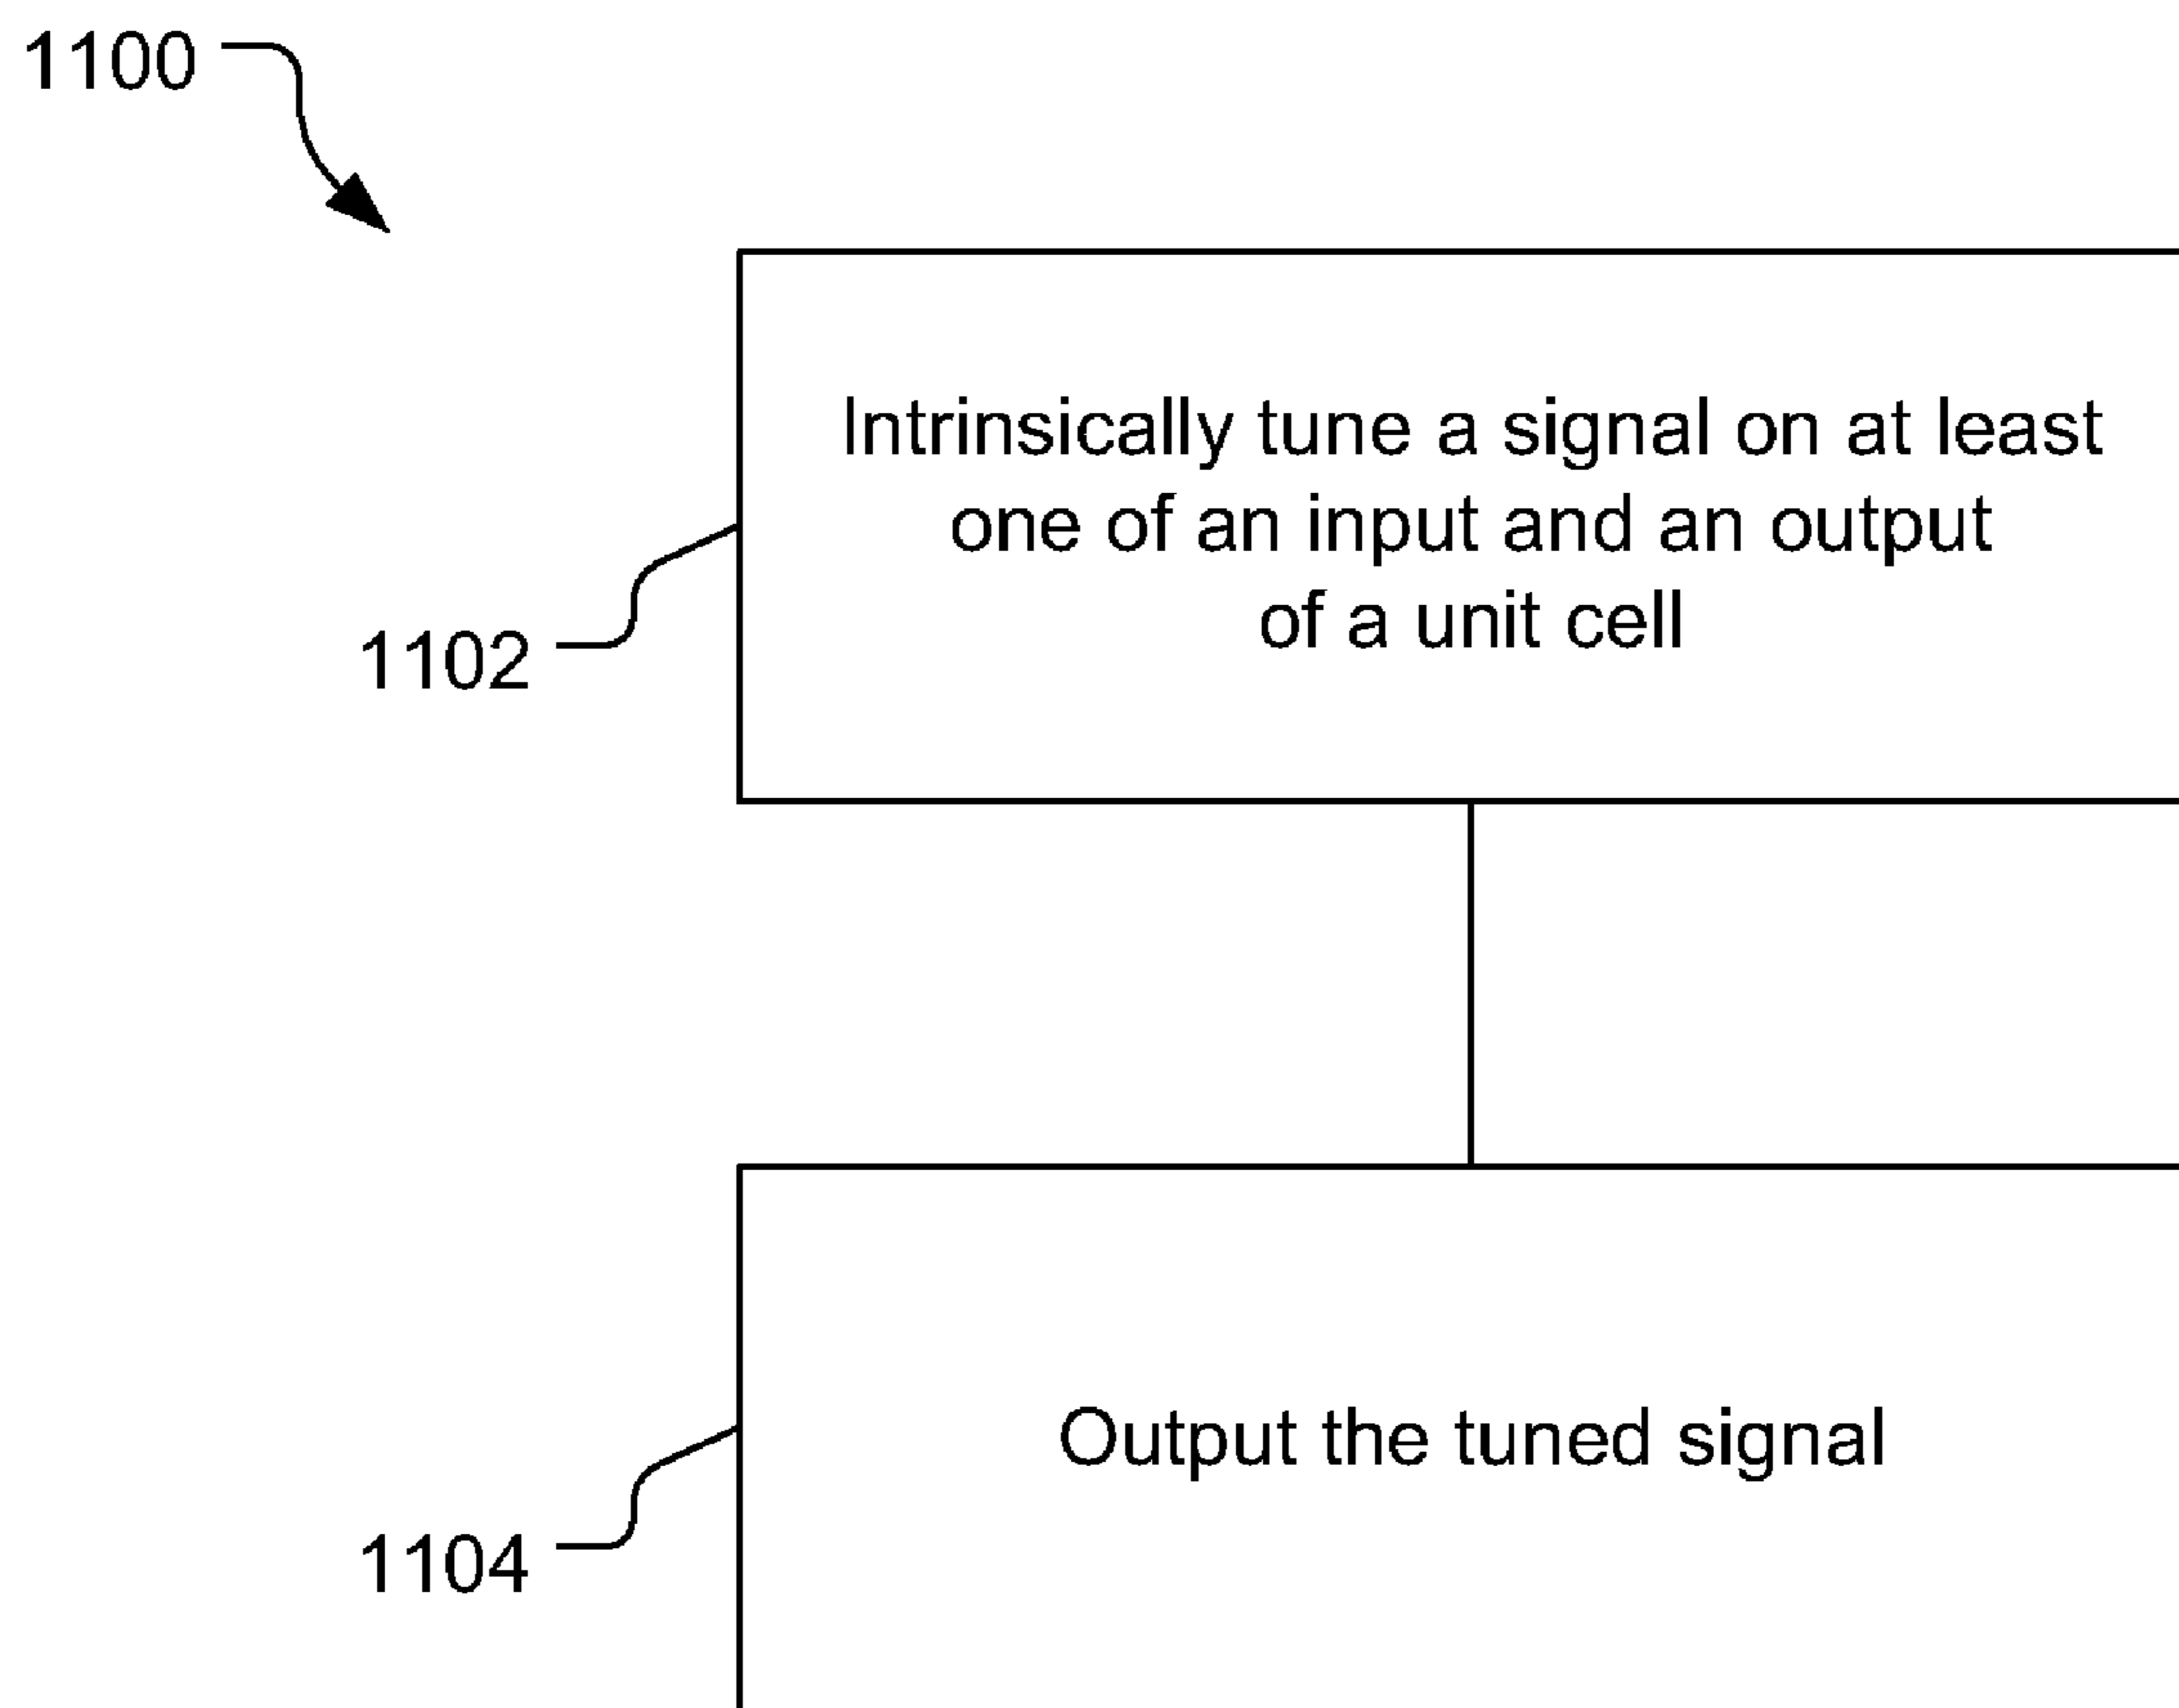 1100
Intrinsically tune a signal on at least
one of an input and an output
of a unit cell
1102
Output the tuned signal
1104